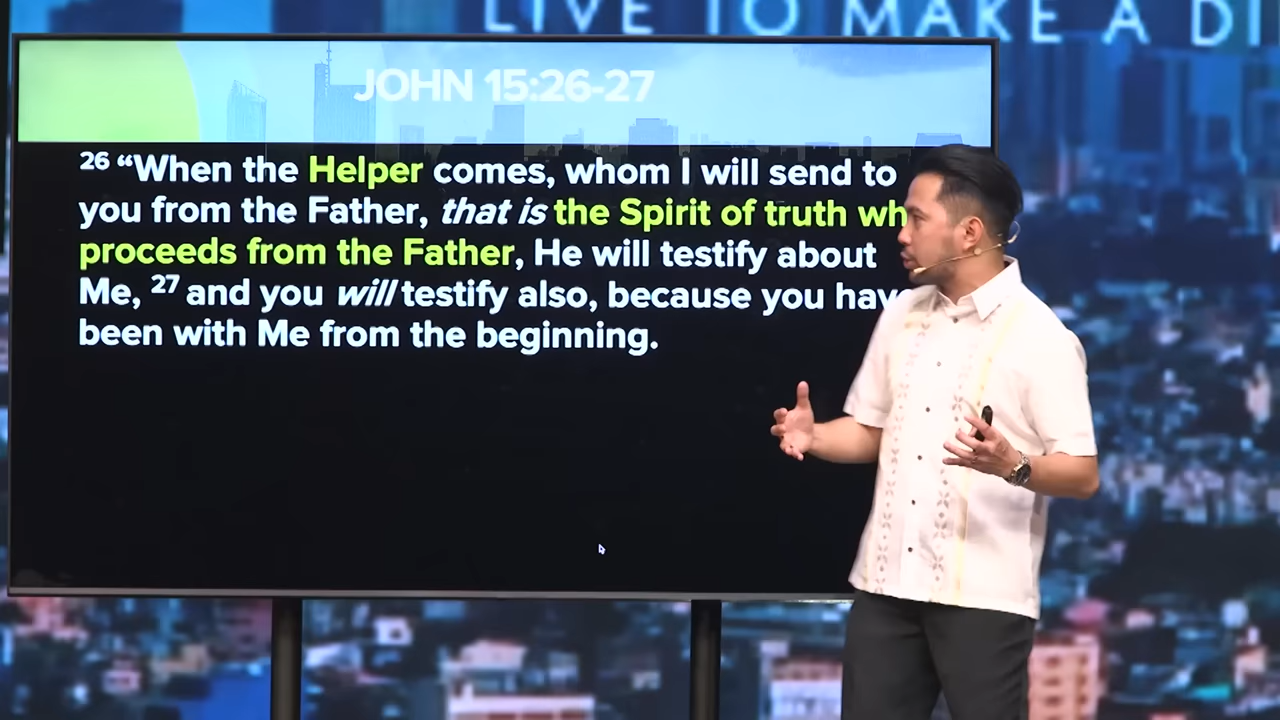 LIVE TO MAKE A DI
JOHN 15:26-27
26 “When the Helper comes, whom I will send to
you from the Father, that is the Spirit of truth wh
proceeds from the Father, He will testify about
Me, 27 and you will testify also, because you hav
been with Me from the beginning.